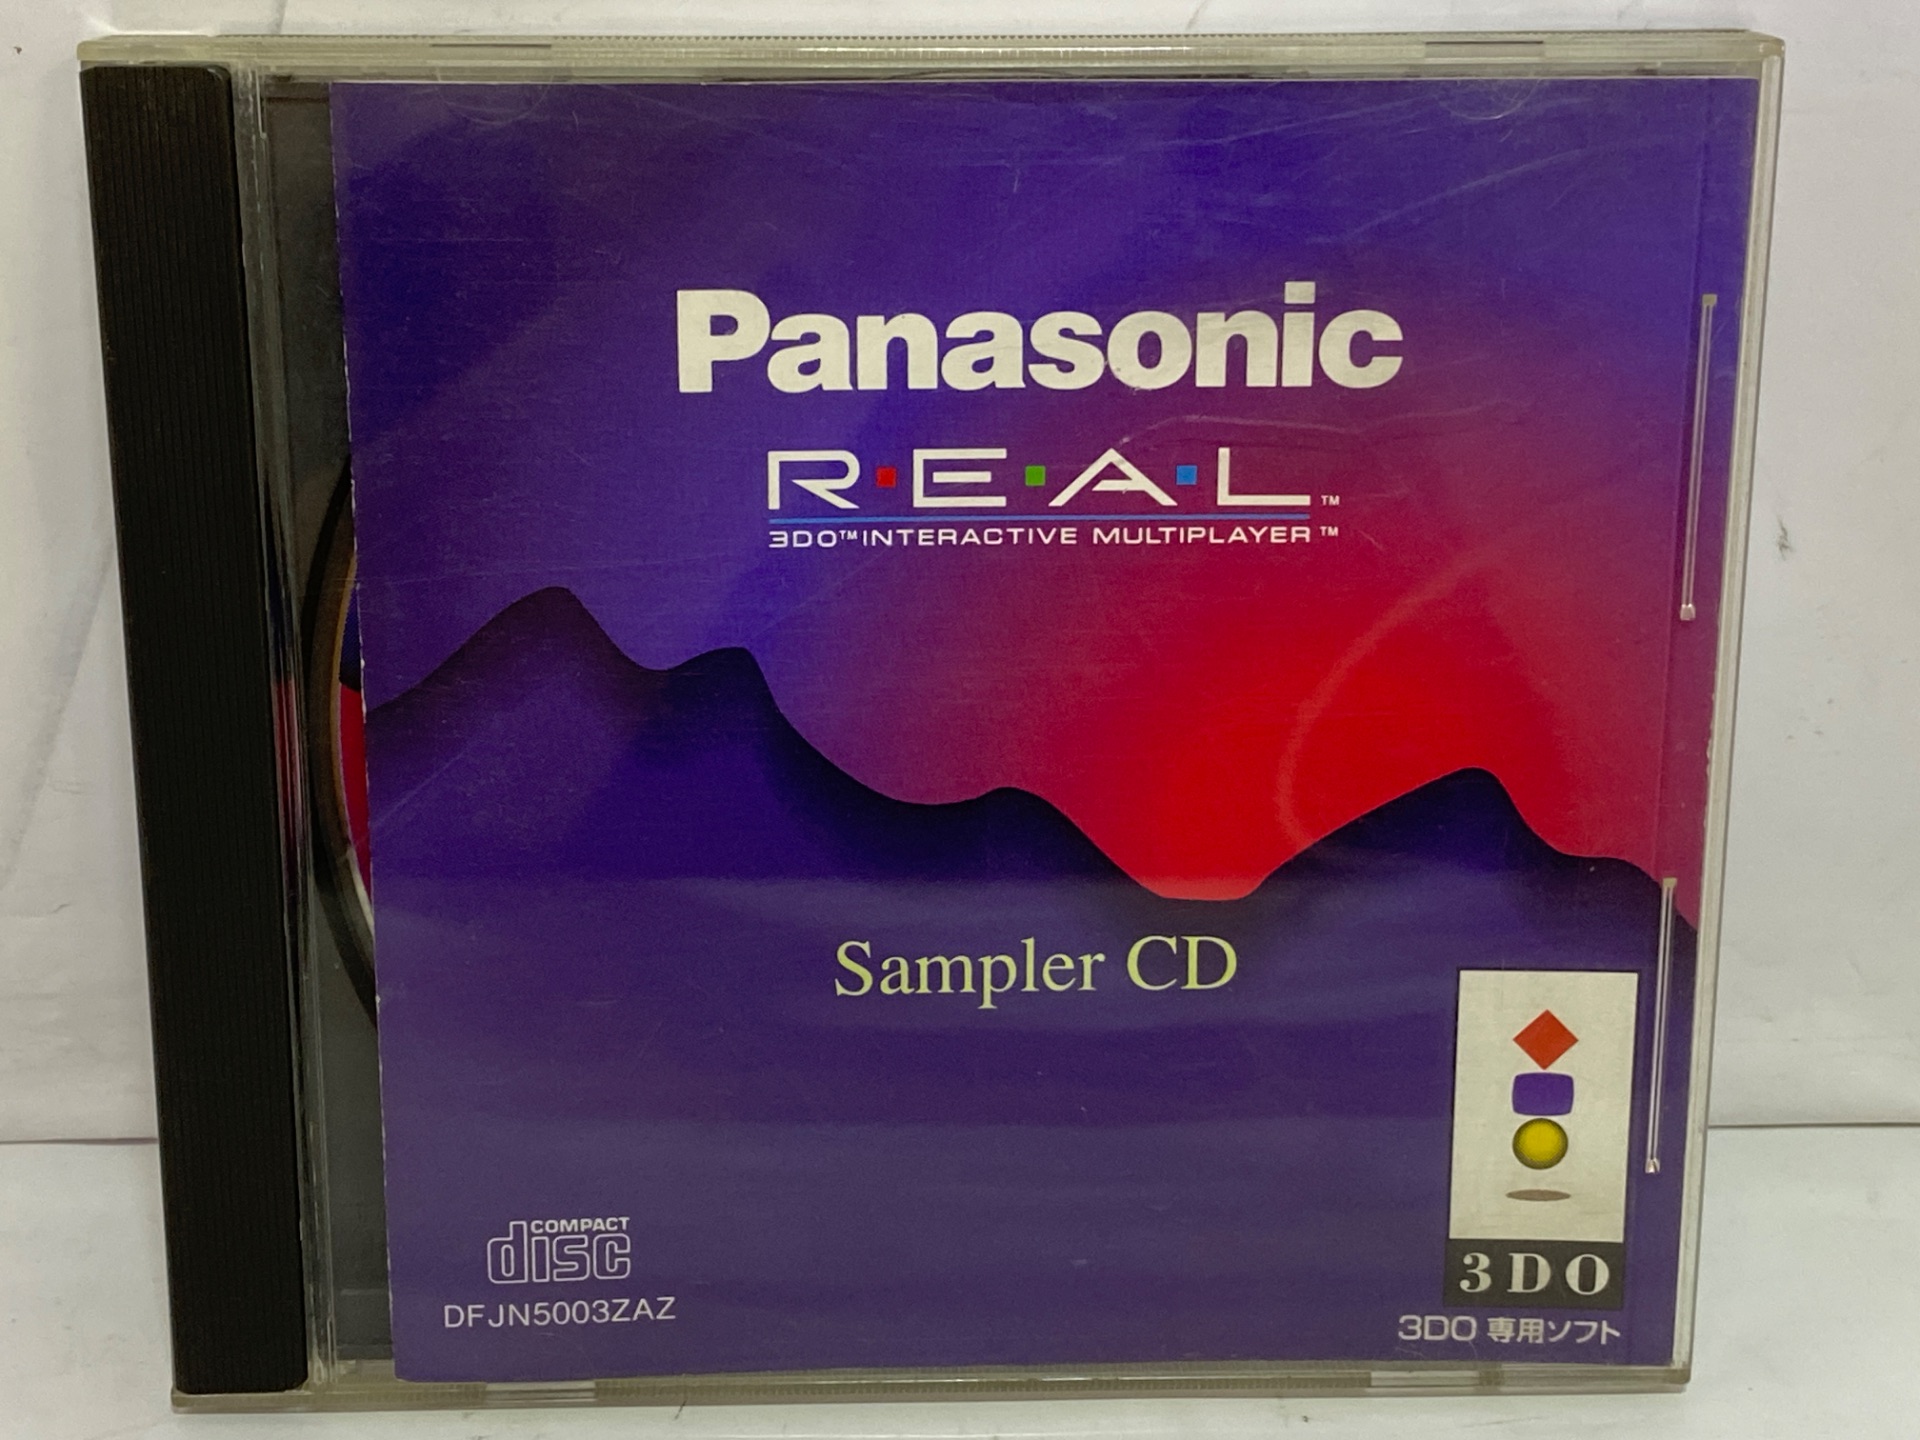 Panasonic
R·E·A·L™
3DO™ INTERACTIVE MULTIPLAYER™
Sampler CD
COMPACT
disc
DFJN5003ZAZ
3DO
3DO 専用ソフト